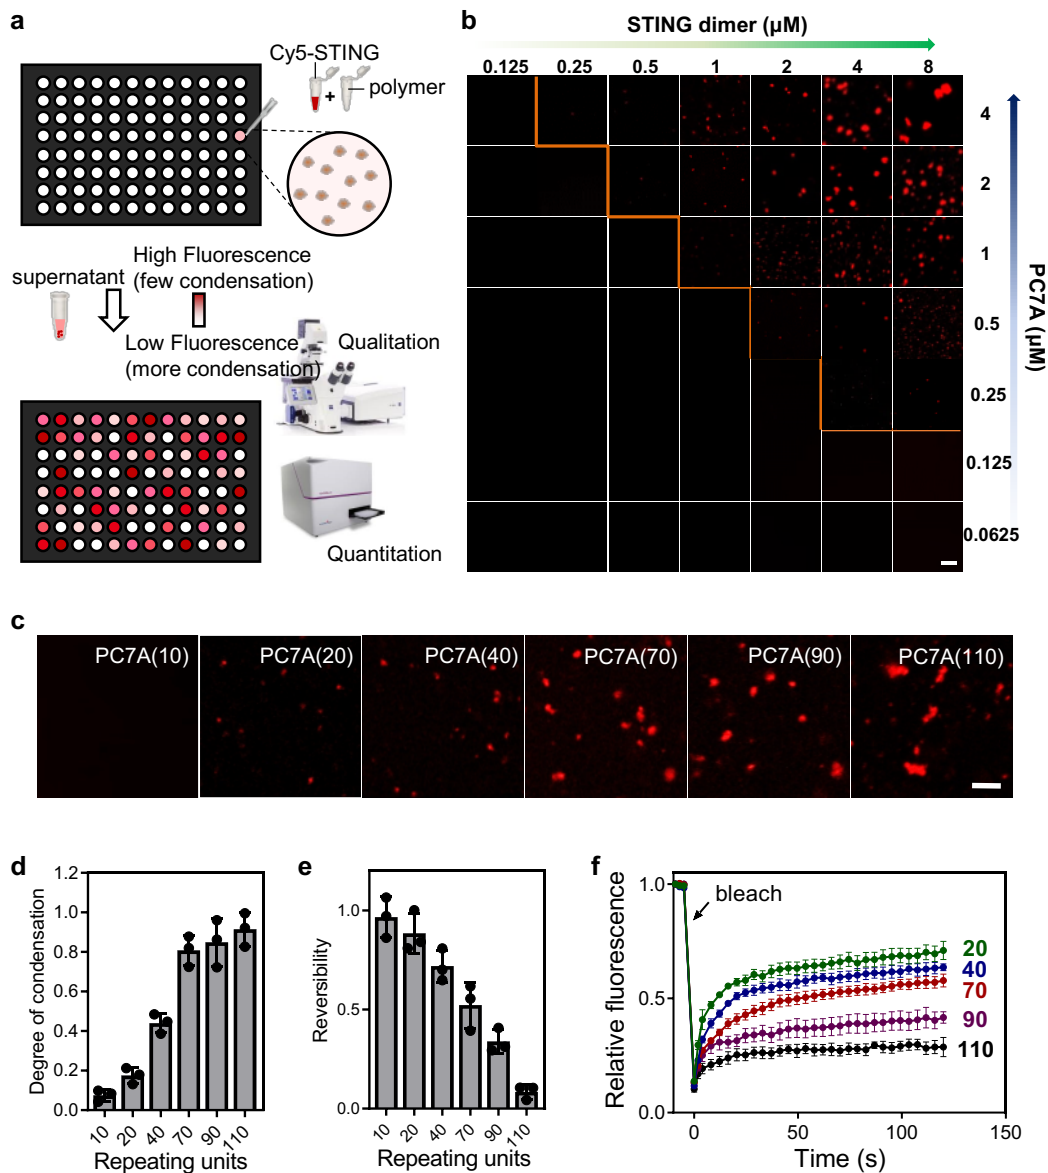 a
Cy5-STING
+
polymer
High Fluorescence
(few condensation)
supernatant
Low Fluorescence
(more condensation)
Qualitation
Quantitation
b
STING dimer (μM)
0.125 0.25 0.5 1 2 4 8
4
2
1
0.5
0.25
0.125
0.0625
PC7A (μM)
c
PC7A(10) PC7A(20) PC7A(40) PC7A(70) PC7A(90) PC7A(110)
d
Degree of condensation
1.2
1.0
0.8
0.6
0.4
0.2
0.0
10 20 40 70 90 110
Repeating units
e
Reversibility
1.0
0.5
0.0
10 20 40 70 90 110
Repeating units
f
Relative fluorescence
1.0
0.5
1.0
bleach
20
40
70
90
110
0 50 100 150
Time (s)